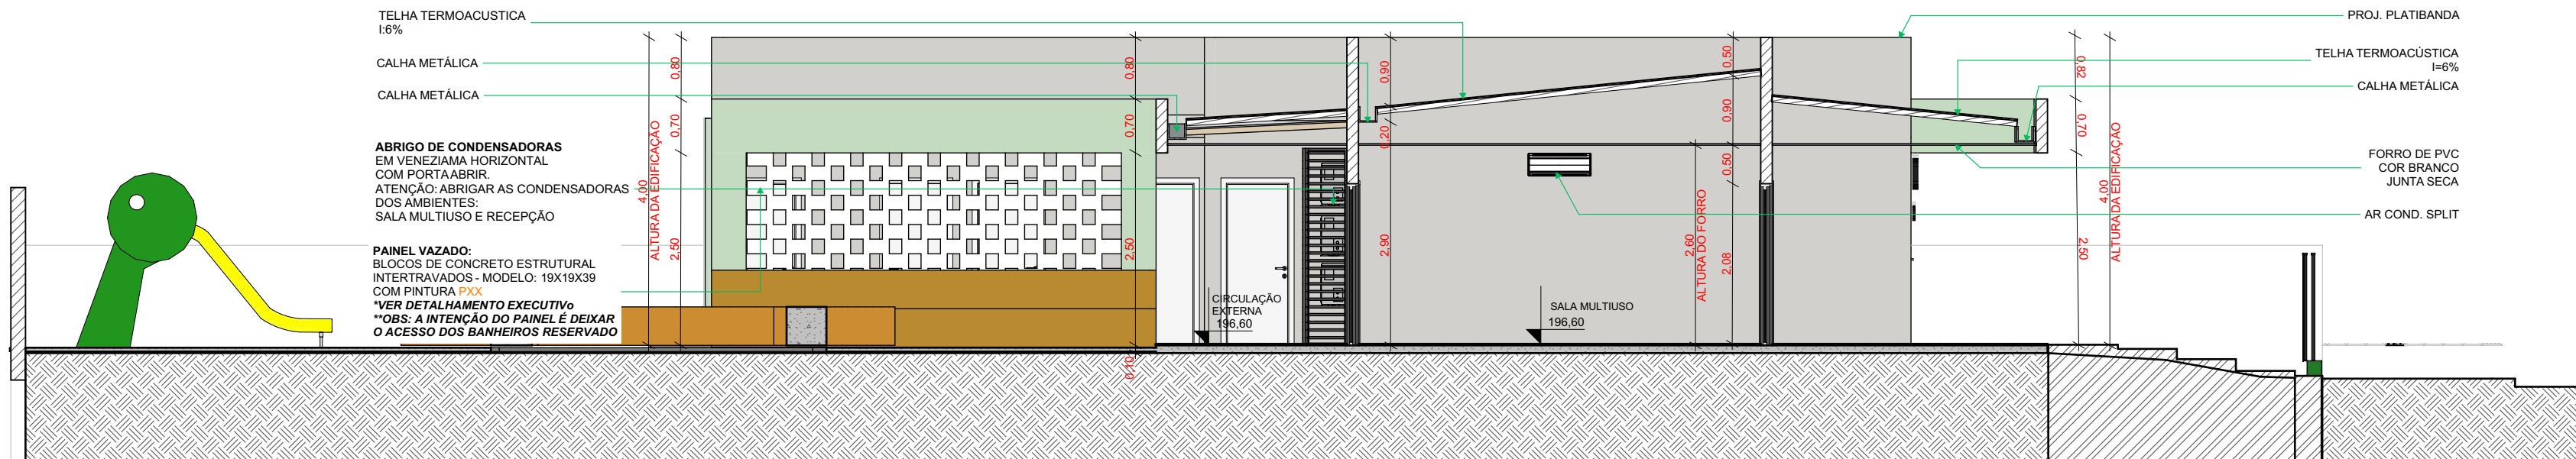 TELHA TERMOACUSTICA
I:6%
CALHA METÁLICA
CALHA METÁLICA
ABRIGO DE CONDENSADORAS
EM VENEZIAMA HORIZONTAL
COM PORTA ABRIR.
ATENÇÃO: ABRIGAR AS CONDENSADORAS
DOS AMBIENTES:
SALA MULTIUSO E RECEPÇÃO
PAINEL VAZADO:
BLOCOS DE CONCRETO ESTRUTURAL
INTERTRAVADOS - MODELO: 19X19X39
COM PINTURA PXX
*VER DETALHAMENTO EXECUTIVo
**OBS: A INTENÇÃO DO PAINEL É DEIXAR
O ACESSO DOS BANHEIROS RESERVADO
4,00
ALTURA DA EDIFICAÇÃO
0,80
0,70
2,50
0,80
0,70
2,50
0,10
CIRCULAÇÃO
EXTERNA
196,60
0,90
0,20
2,90
SALA MULTIUSO
196,60
2,60
ALTURA DO FORRO
0,50
0,90
0,50
2,08
PROJ. PLATIBANDA
TELHA TERMOACÚSTICA
I=6%
CALHA METÁLICA
FORRO DE PVC
COR BRANCO
JUNTA SECA
AR COND. SPLIT
0,82
0,70
2,50
4,00
ALTURA DA EDIFICAÇÃO